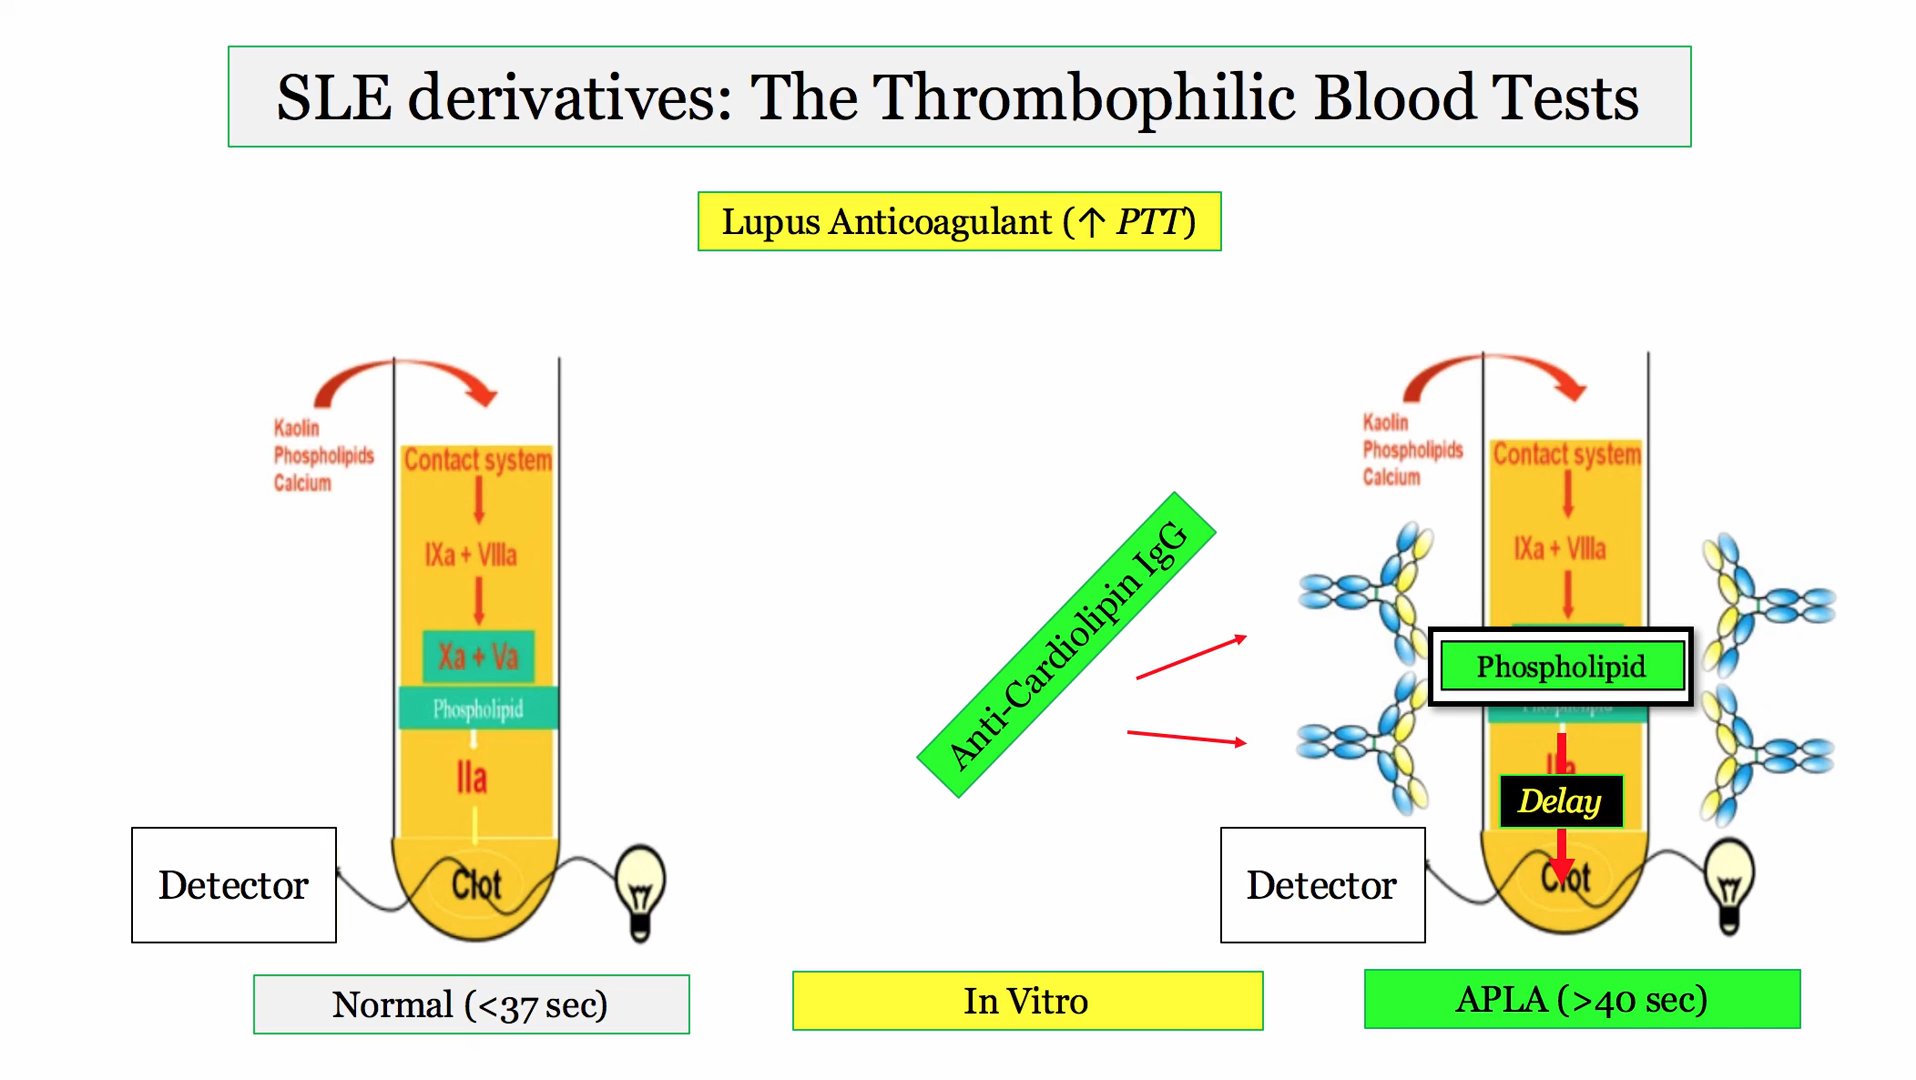 SLE derivatives: The Thrombophilic Blood Tests
Lupus Anticoagulant (↑ PTT)
Kaolin
Phospholipids
Calcium
Contact system
IXa + VIIIa
Xa + Va
Phospholipid
IIa
Clot
Detector
Normal (<37 sec)
Anti-Cardiolipin IgG
In Vitro
Kaolin
Phospholipids
Calcium
Contact system
IXa + VIIIa
Phospholipid
Phospholipid
IIa
Delay
Clot
Detector
APLA (>40 sec)